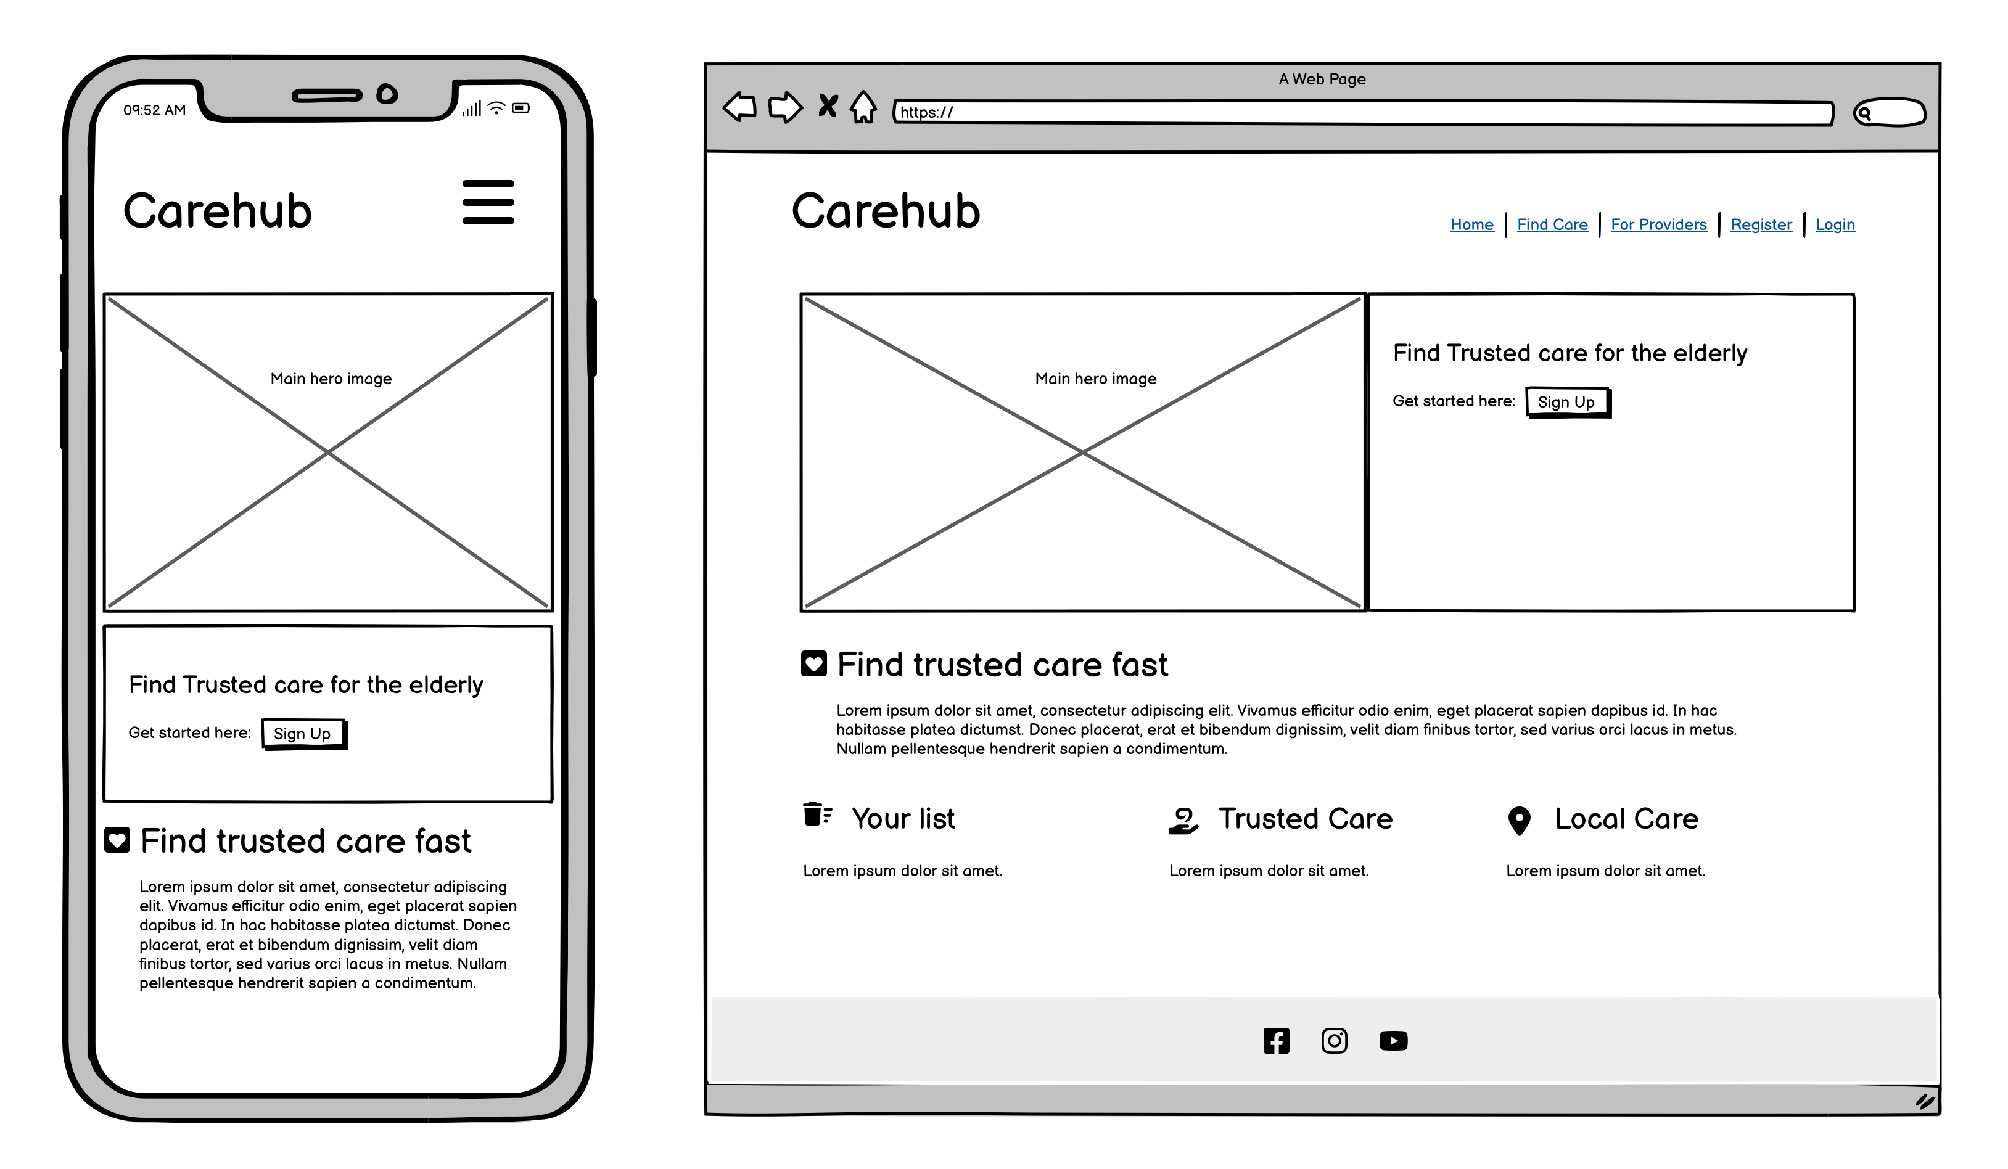 09:52 AM
Carehub
Main hero image
Find Trusted care for the elderly
Get started here: Sign Up
Find trusted care fast
Lorem ipsum dolor sit amet, consectetur adipiscing
elit. Vivamus efficitur odio enim, eget placerat sapien
dapibus id. In hac habitasse platea dictumst. Donec
placerat, erat et bibendum dignissim, velit diam
finibus tortor, sed varius orci lacus in metus. Nullam
pellentesque hendrerit sapien a condimentum.
A Web Page
https://
Carehub
Home | Find Care | For Providers | Register | Login
Main hero image
Find Trusted care for the elderly
Get started here: Sign Up
Find trusted care fast
Lorem ipsum dolor sit amet, consectetur adipiscing elit. Vivamus efficitur odio enim, eget placerat sapien dapibus id. In hac
habitasse platea dictumst. Donec placerat, erat et bibendum dignissim, velit diam finibus tortor, sed varius orci lacus in metus.
Nullam pellentesque hendrerit sapien a condimentum.
Your list
Lorem ipsum dolor sit amet.
Trusted Care
Lorem ipsum dolor sit amet.
Local Care
Lorem ipsum dolor sit amet.